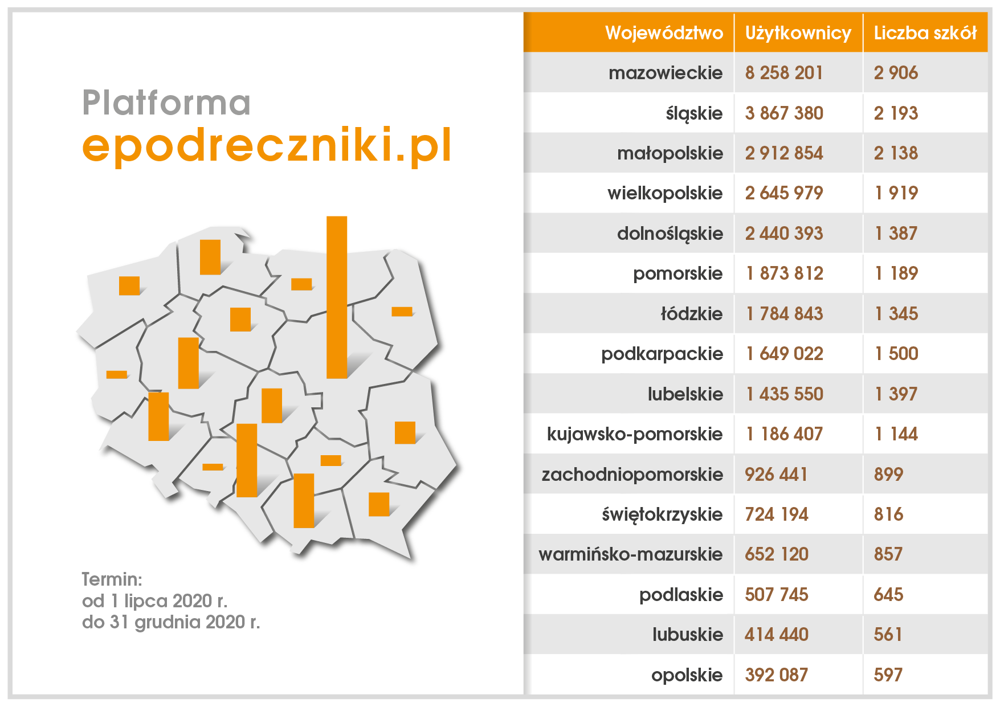 Platforma
epodreczniki.pl
Termin:
od 1 lipca 2020 r.
do 31 grudnia 2020 r.
Województwo Użytkownicy Liczba szkół
mazowieckie 8 258 201 2 906
śląskie 3 867 380 2 193
małopolskie 2 912 854 2 138
wielkopolskie 2 645 979 1 919
dolnośląskie 2 440 393 1 387
pomorskie 1 873 812 1 189
łódzkie 1 784 843 1 345
podkarpackie 1 649 022 1 500
lubelskie 1 435 550 1 397
kujawsko-pomorskie 1 186 407 1 144
zachodniopomorskie 926 441 899
świętokrzyskie 724 194 816
warmińsko-mazurskie 652 120 857
podlaskie 507 745 645
lubuskie 414 440 561
opolskie 392 087 597